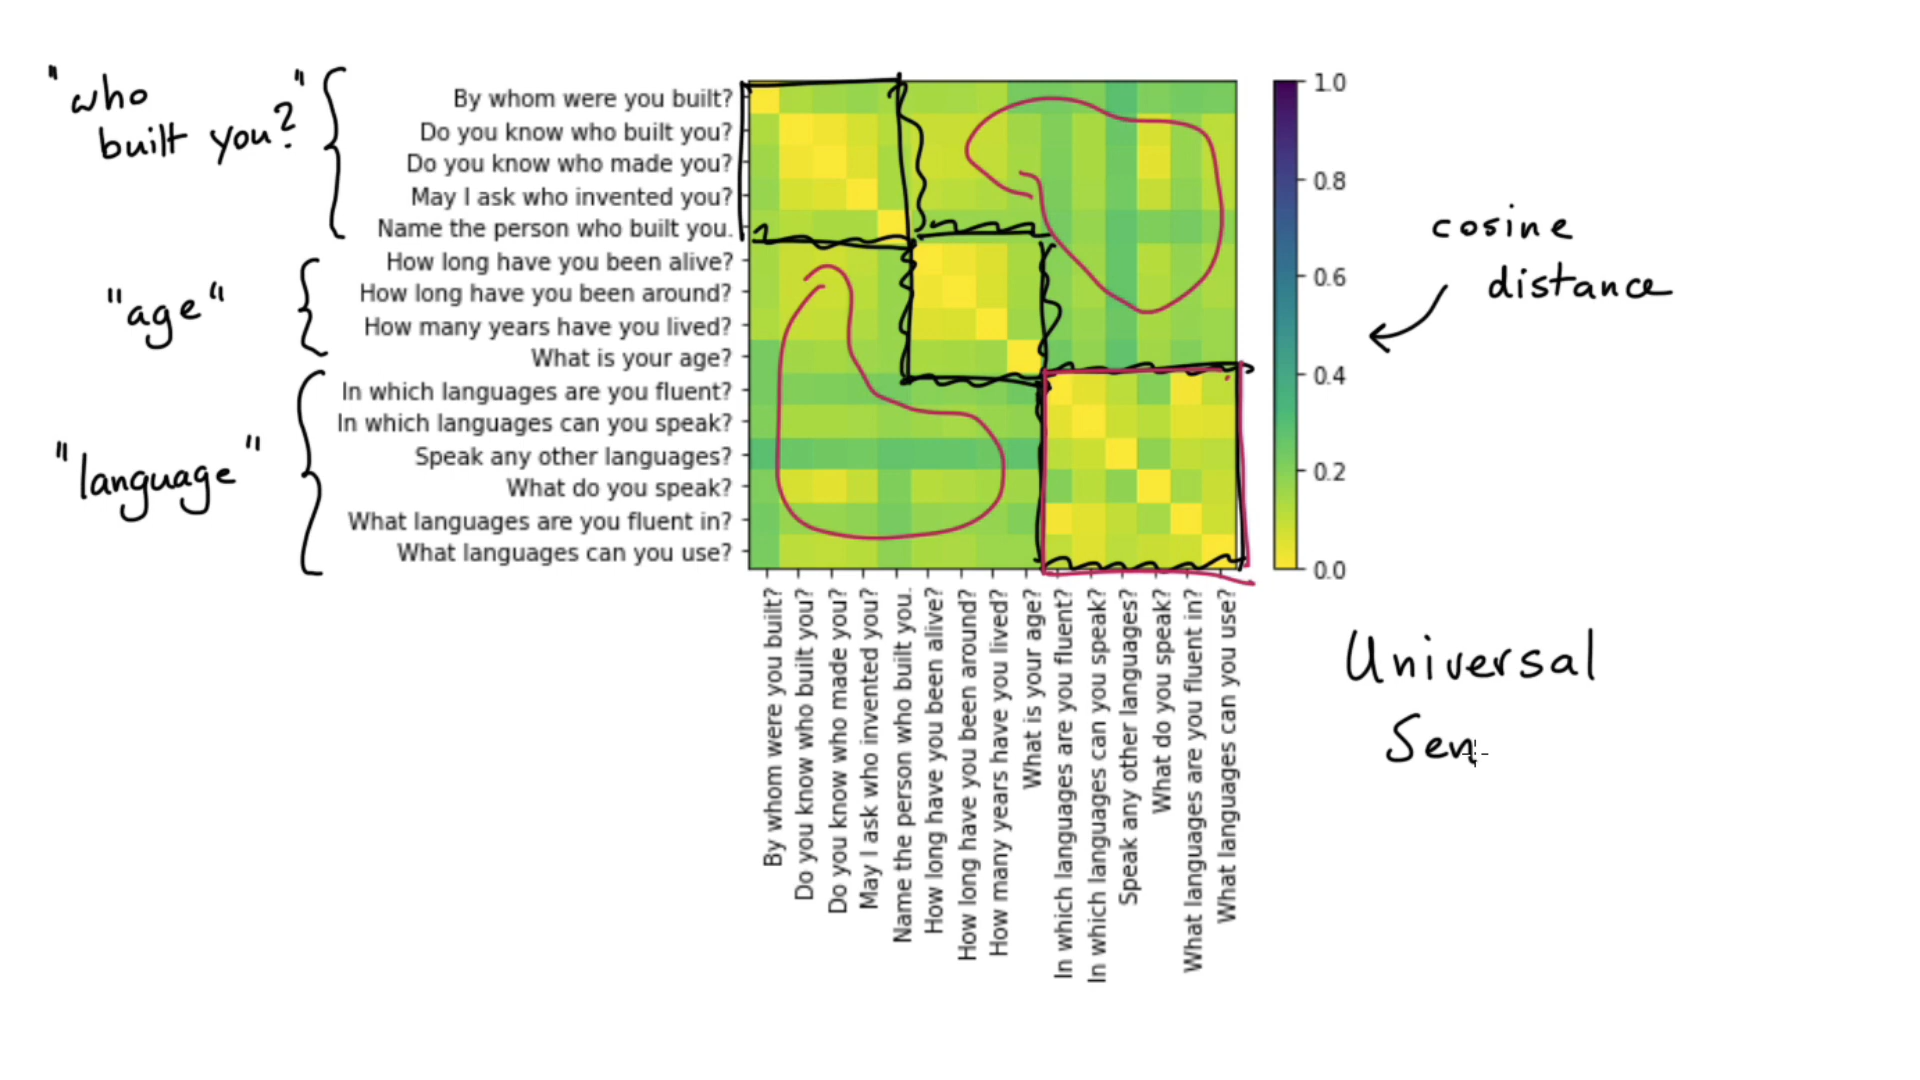 "who
built you?"
"age"
"language"
By whom were you built?
Do you know who built you?
Do you know who made you?
May I ask who invented you?
Name the person who built you.
How long have you been alive?
How long have you been around?
How many years have you lived?
What is your age?
In which languages are you fluent?
In which languages can you speak?
Speak any other languages?
What do you speak?
What languages are you fluent in?
What languages can you use?
By whom were you built?
Do you know who built you?
Do you know who made you?
May I ask who invented you?
Name the person who built you.
How long have you been alive?
How long have you been around?
How many years have you lived?
What is your age?
In which languages are you fluent?
In which languages can you speak?
Speak any other languages?
What do you speak?
What languages are you fluent in?
What languages can you use?
1.0
0.8
0.6
0.4
0.2
0.0
cosine
distance
Universal
Sen